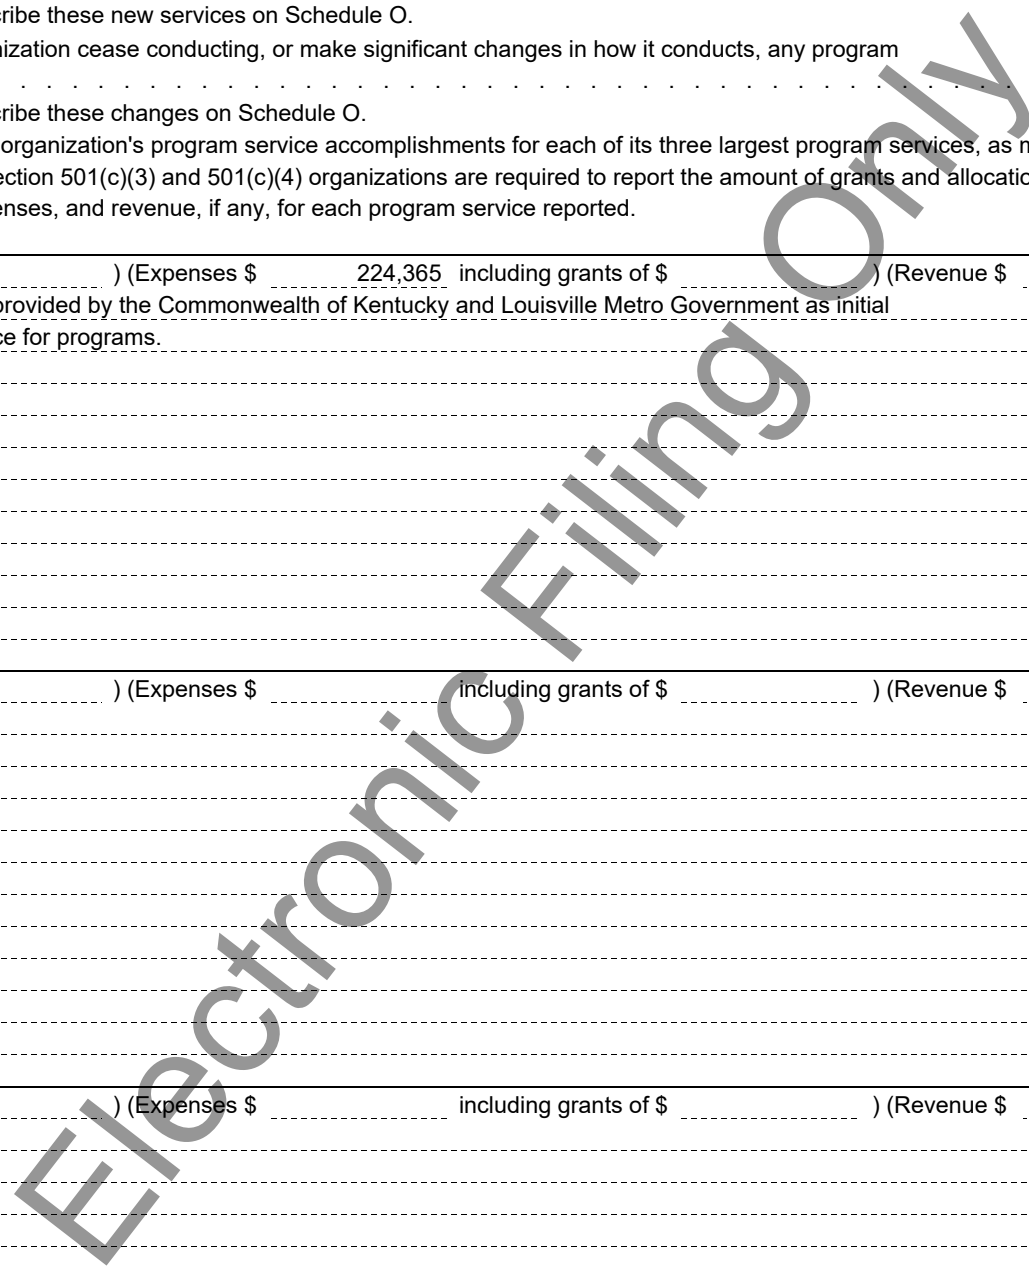 cribe these new services on Schedule O.
nization cease conducting, or make significant changes in how it conducts, any program
. . . . . . . . . . . . . . . . . . . . . . . . . . . . . . . . . . . . . . .
cribe these changes on Schedule O.
organization's program service accomplishments for each of its three largest program services, as m
ection 501(c)(3) and 501(c)(4) organizations are required to report the amount of grants and allocatio
enses, and revenue, if any, for each program service reported.
) (Expenses $ 224,365 including grants of $ ) (Revenue $
provided by the Commonwealth of Kentucky and Louisville Metro Government as initial
ce for programs.
) (Expenses $ including grants of $ ) (Revenue $
) (Expenses $ including grants of $ ) (Revenue $
Electronic Filing Only